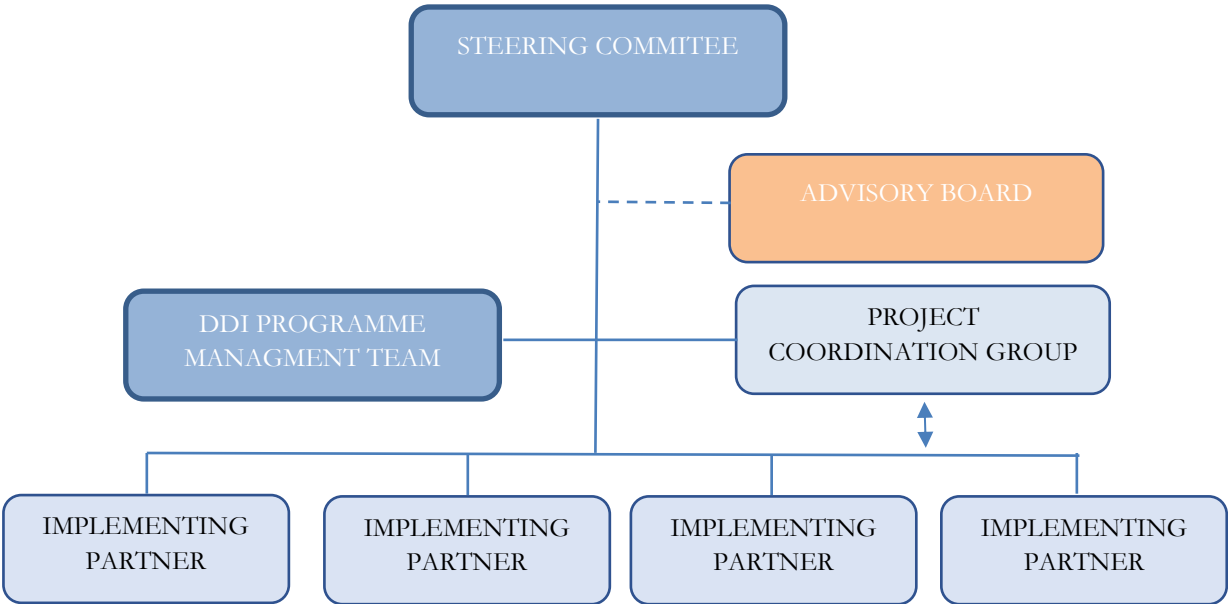 STEERING COMMITEE
ADVISORY BOARD
DDI PROGRAMME
MANAGMENT TEAM
PROJECT
COORDINATION GROUP
IMPLEMENTING
PARTNER
IMPLEMENTING
PARTNER
IMPLEMENTING
PARTNER
IMPLEMENTING
PARTNER